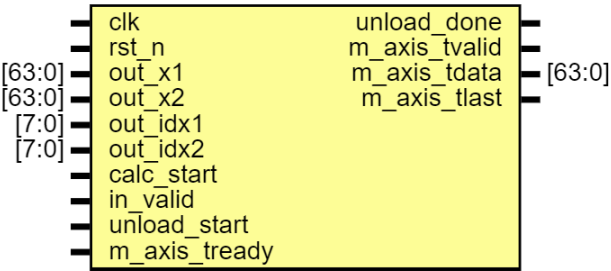 clk
rst_n
[63:0] out_x1
[63:0] out_x2
[7:0] out_idx1
[7:0] out_idx2
calc_start
in_valid
unload_start
m_axis_tready
unload_done
m_axis_tvalid
m_axis_tdata [63:0]
m_axis_tlast